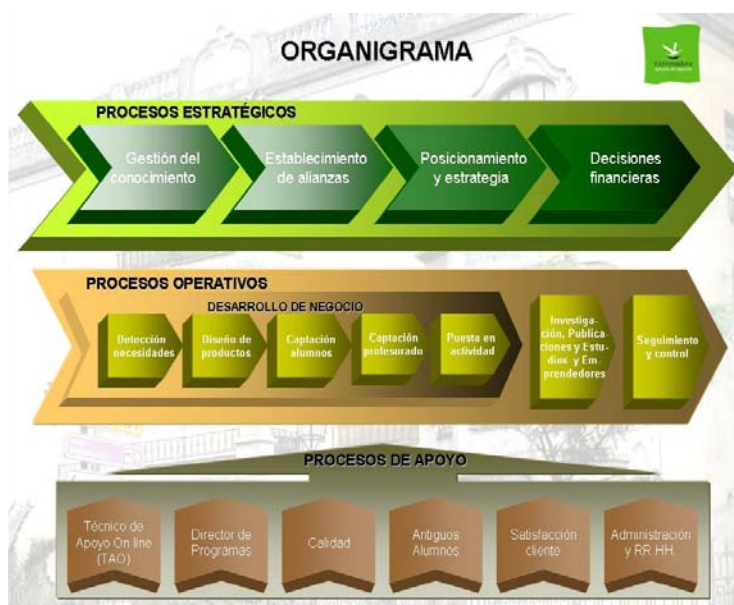 ORGANIGRAMA
Extremadura
PROCESOS ESTRATÉGICOS
Gestión del
conocimiento
Establecimiento
de alianzas
Posicionamiento
y estrategia
Decisiones
financieras
PROCESOS OPERATIVOS
DESARROLLO DE NEGOCIO
Detección
necesidades
Diseño de
productos
Captación
alumnos
Captación
profesorado
Puesta en
actividad
Investiga-
ción, Publica-
ciones y Estu-
dios y Em-
prendedores
Seguimiento
y control
PROCESOS DE APOYO
Técnico de
Apoyo On line
(TAO)
Director de
Programas
Calidad
Antiguos
Alumnos
Satisfacción
cliente
Administración
y RR.HH.